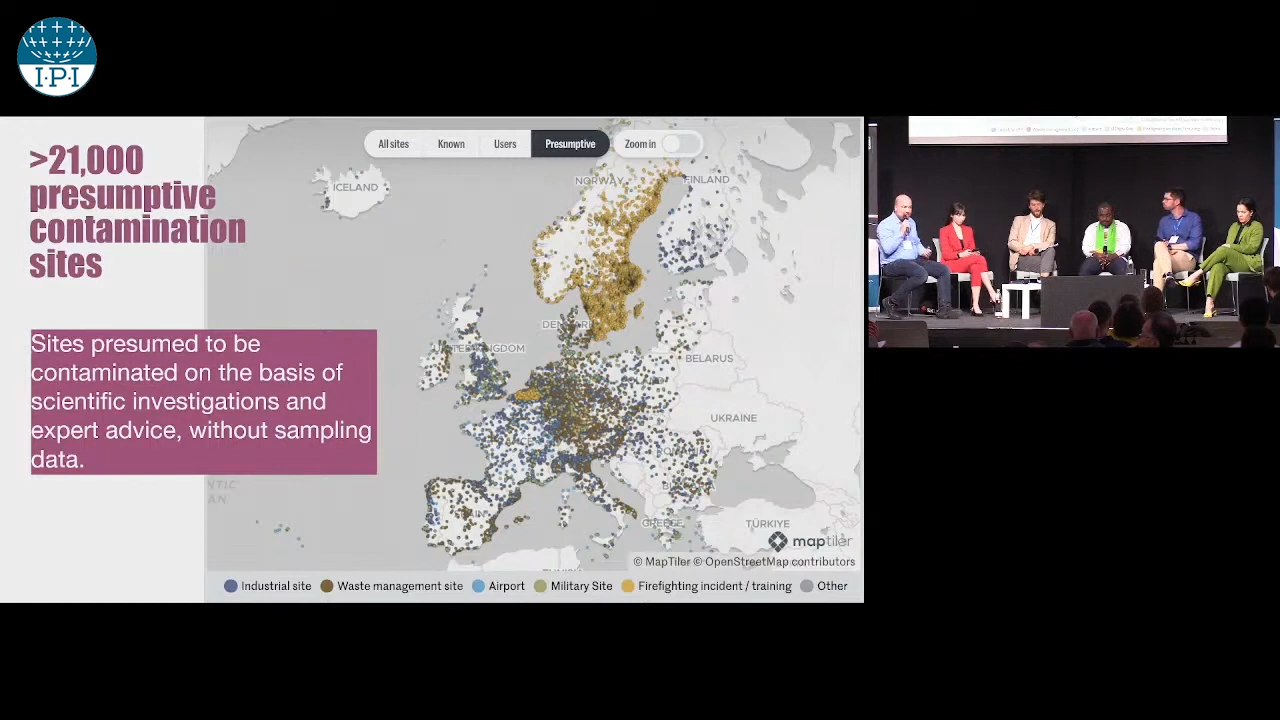 I·P·I
>21,000
presumptive
contamination
sites
Sites presumed to be
contaminated on the basis of
scientific investigations and
expert advice, without sampling
data.
All sites Known Users Presumptive Zoom in
ICELAND
NORWAY FINLAND
UNITED KINGDOM
BELARUS
UKRAINE
GREECE TÜRKIYE
maptiler
© MapTiler © OpenStreetMap contributors
Industrial site Waste management site Airport Military Site Firefighting incident / training Other